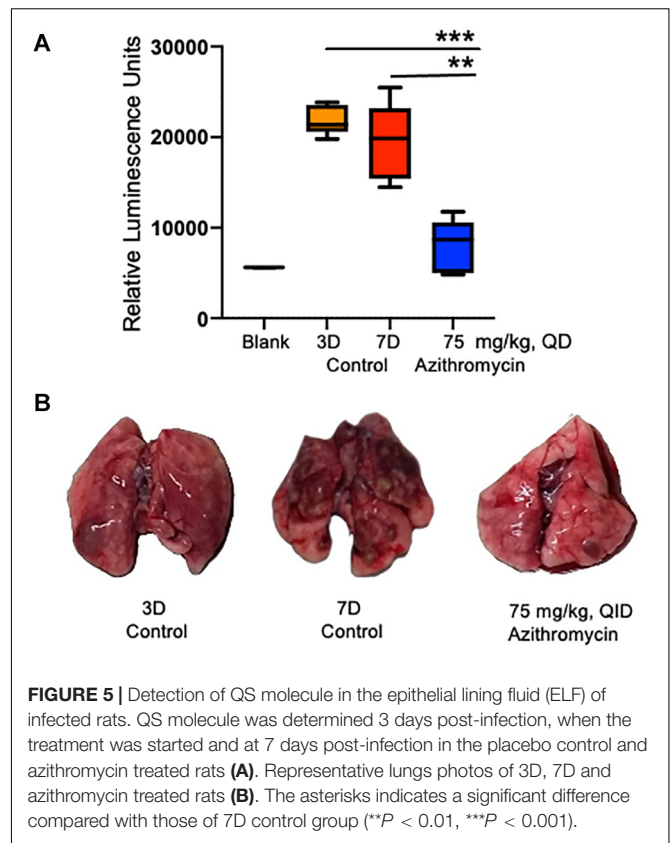 A
30000
20000
10000
0
Relative Luminescence Units
***
**
Blank 3D 7D 75 mg/kg, QD
Control Azithromycin
B
3D
Control
7D
Control
75 mg/kg, QID
Azithromycin
FIGURE 5 | Detection of QS molecule in the epithelial lining fluid (ELF) of
infected rats. QS molecule was determined 3 days post-infection, when the
treatment was started and at 7 days post-infection in the placebo control and
azithromycin treated rats (A). Representative lungs photos of 3D, 7D and
azithromycin treated rats (B). The asterisks indicates a significant difference
compared with those of 7D control group (**P < 0.01, ***P < 0.001).